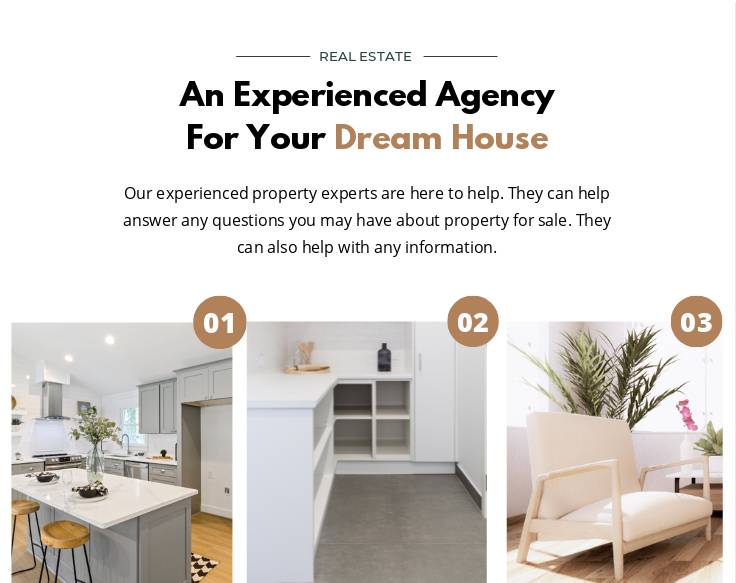 REAL ESTATE
An Experienced Agency
For Your Dream House
Our experienced property experts are here to help. They can help
answer any questions you may have about property for sale. They
can also help with any information.
01
02
03